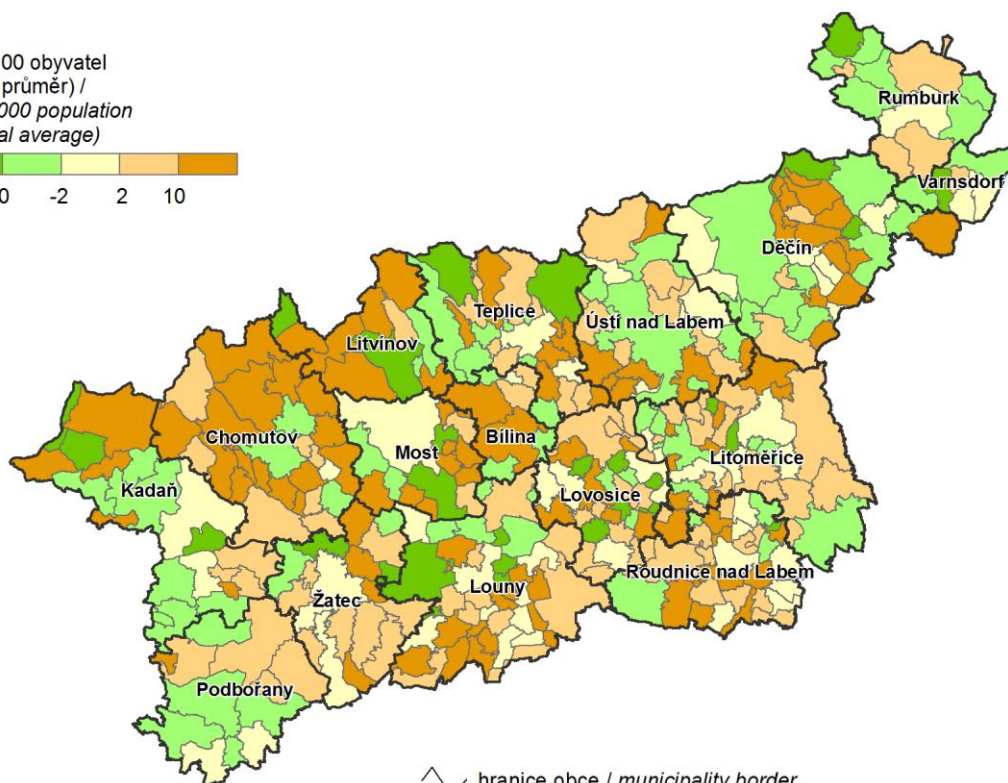 00 obyvatel
průměr) /
000 population
al average)
0 -2 2 10
Rumburk
Varnsdorf
Děčín
Teplice
Ústí nad Labem
Litvínov
Chomutov
Most
Bílina
Litoměřice
Kadaň
Lovosice
Roudnice nad Labem
Žatec
Louny
Podbořany
hranice obce / municipality border